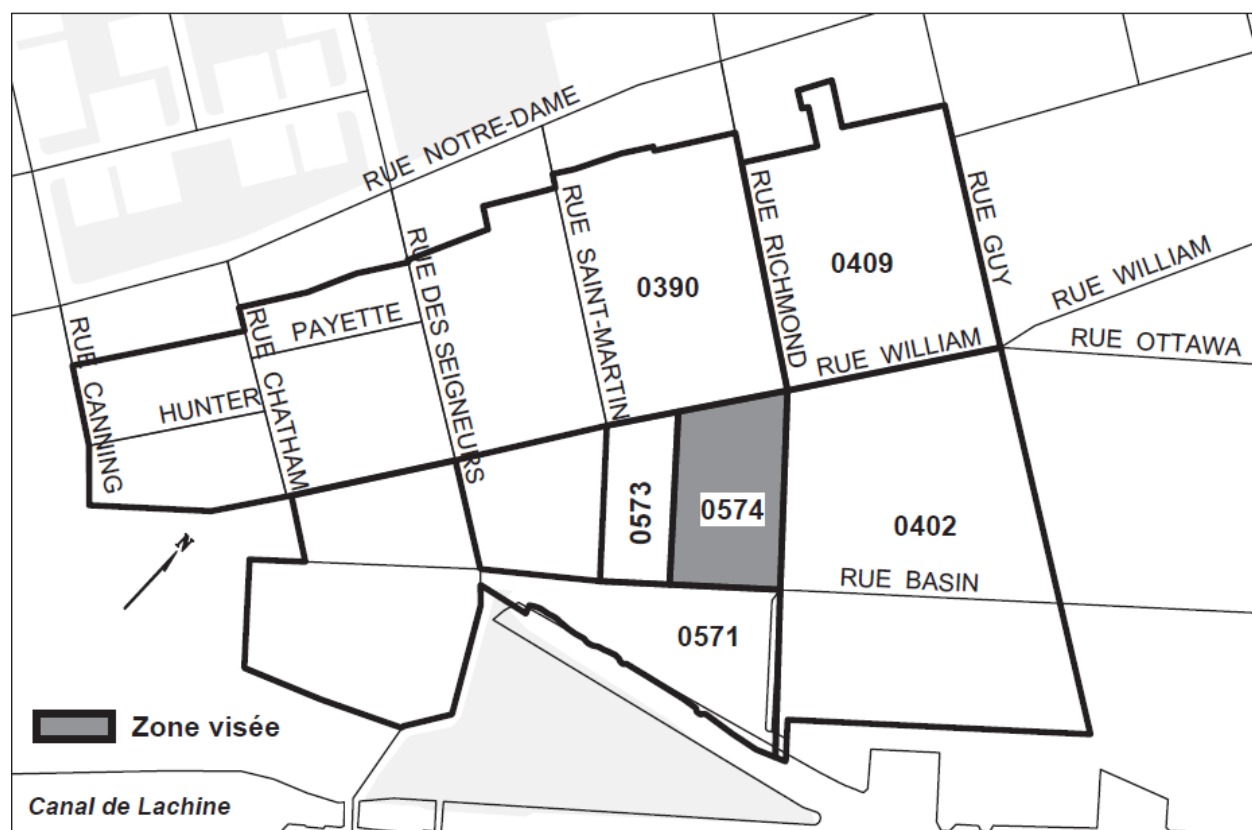 RUE NOTRE-DAME
RUE CANNING
HUNTER
RUE CHATHAM
PAYETTE
RUE DES SEIGNEURS
RUE SAINT-MARTIN
0390
RUE RICHMOND
0409
RUE GUY
RUE WILLIAM
RUE WILLIAM
RUE OTTAWA
0573
0574
0402
RUE BASIN
0571
N
Zone visée
Canal de Lachine